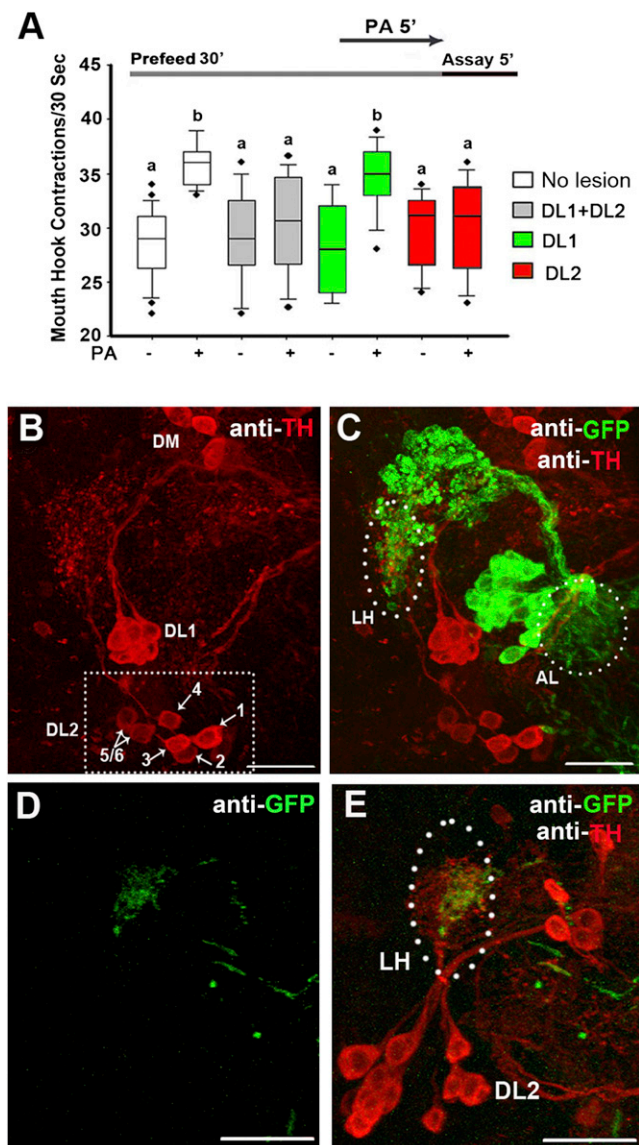 A
PA 5'
Prefeed 30' Assay 5'
Mouth Hook Contractions/30 Sec
45
40
35
30
25
20
a b a a a b a a
PA - + - + - + - +
No lesion
DL1+DL2
DL1
DL2
B
anti-TH
DM
DL1
DL2
4
1
5/6
3
2
C
anti-GFP
anti-TH
LH
AL
D
anti-GFP
E
anti-GFP
anti-TH
LH
DL2